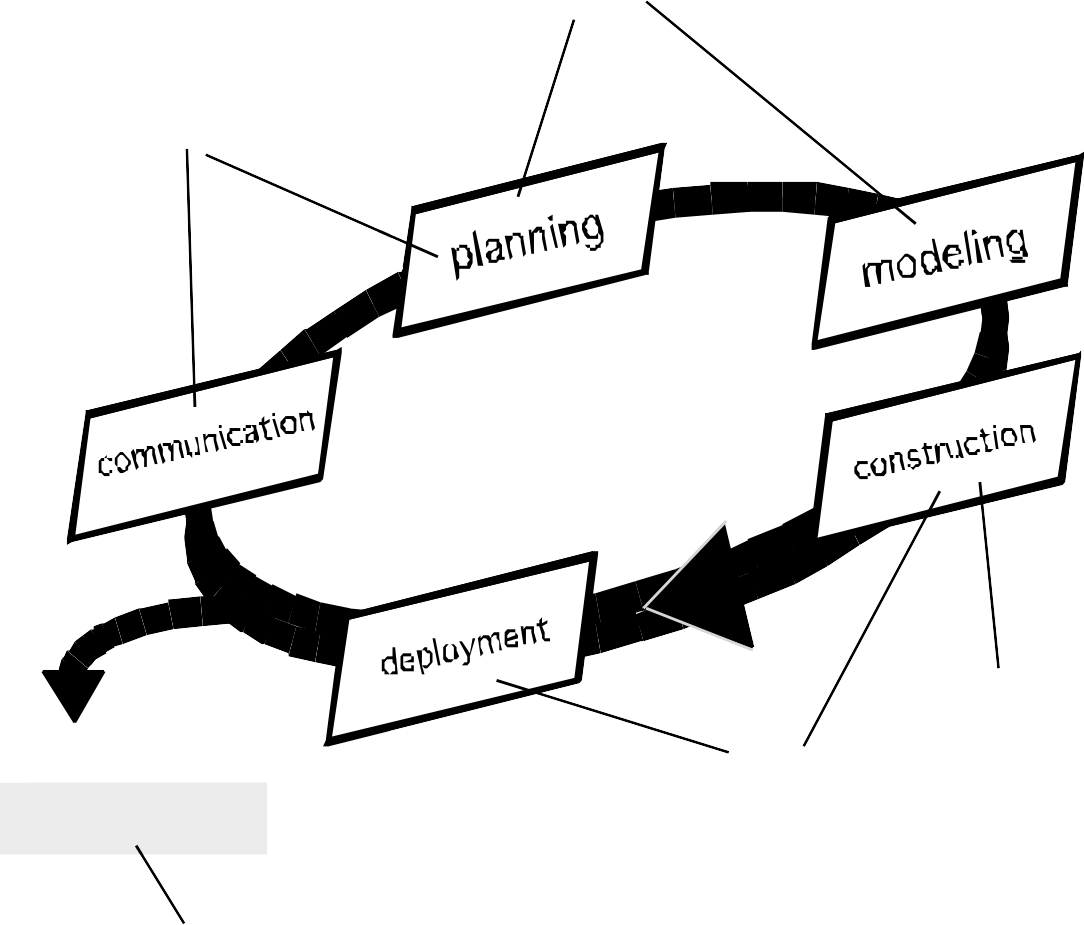 planning
modeling
communication
construction
deployment